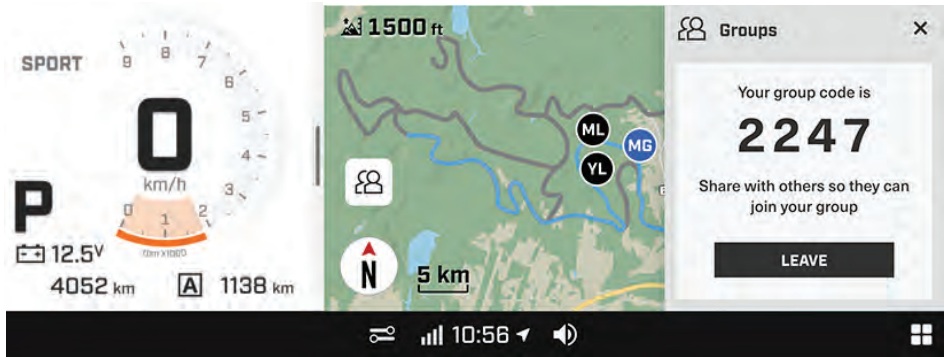 SPORT
9 8 7
6
5
4
3
2
1
0
0
km/h
rpm x1000
P
12.5V
4052 km
A 1138 km
1500 ft
ML
YL
MG
N
5 km
Groups
Your group code is
2247
Share with others so they can
join your group
LEAVE
10:56